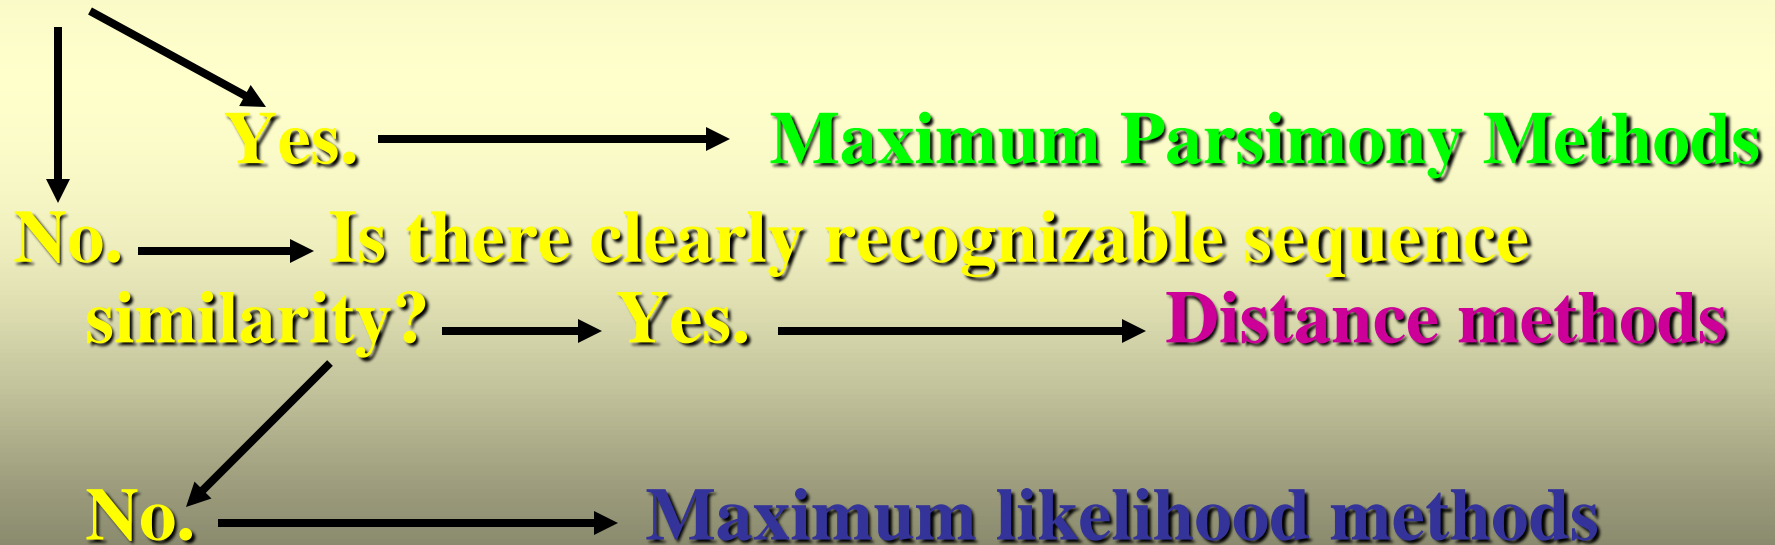 Yes. Maximum Parsimony Methods
No. Is there clearly recognizable sequence
similarity? Yes. Distance methods
No. Maximum likelihood methods